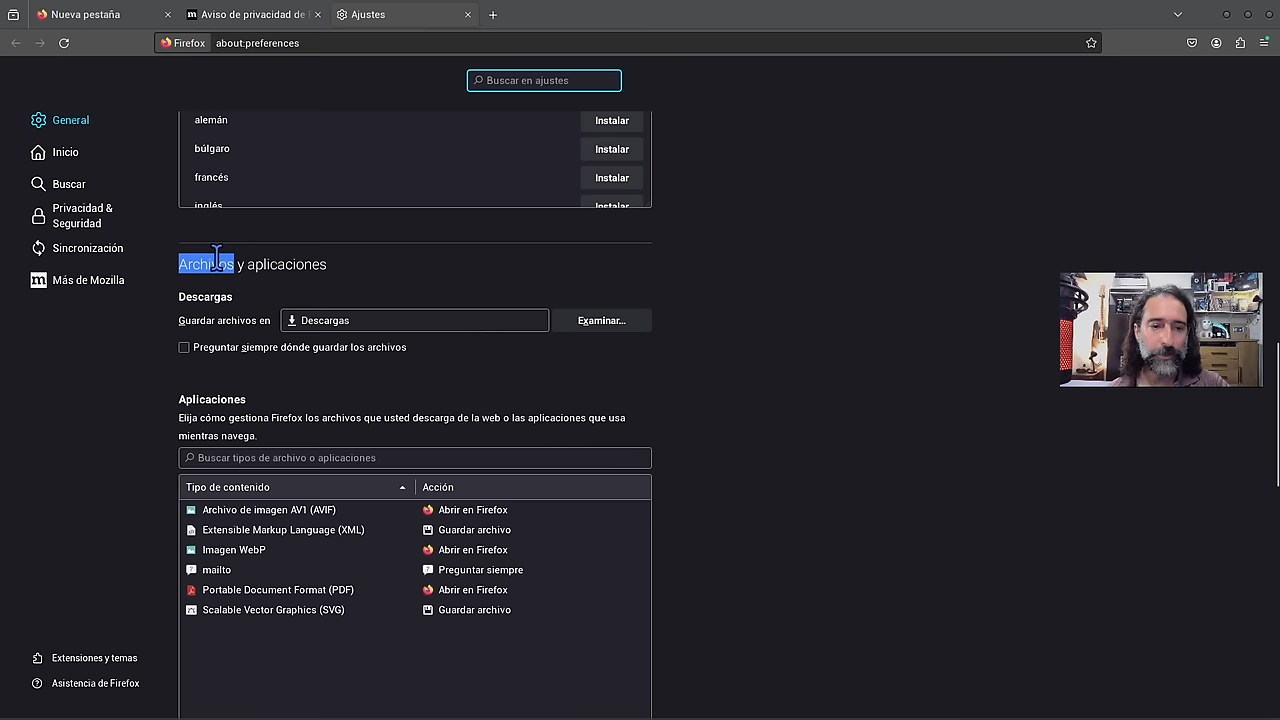 Nueva pestaña
Aviso de privacidad de F
Ajustes
Firefox
about:preferences
Buscar en ajustes
General
Inicio
Buscar
Privacidad &
Seguridad
Sincronización
Más de Mozilla
alemán Instalar
búlgaro Instalar
francés Instalar
inglés Instalar
Archivos y aplicaciones
Descargas
Guardar archivos en Descargas Examinar...
Preguntar siempre dónde guardar los archivos
Aplicaciones
Elija cómo gestiona Firefox los archivos que usted descarga de la web o las aplicaciones que usa
mientras navega.
Buscar tipos de archivo o aplicaciones
Tipo de contenido Acción
Archivo de imagen AV1 (AVIF) Abrir en Firefox
Extensible Markup Language (XML) Guardar archivo
Imagen WebP Abrir en Firefox
mailto Preguntar siempre
Portable Document Format (PDF) Abrir en Firefox
Scalable Vector Graphics (SVG) Guardar archivo
Extensiones y temas
Asistencia de Firefox